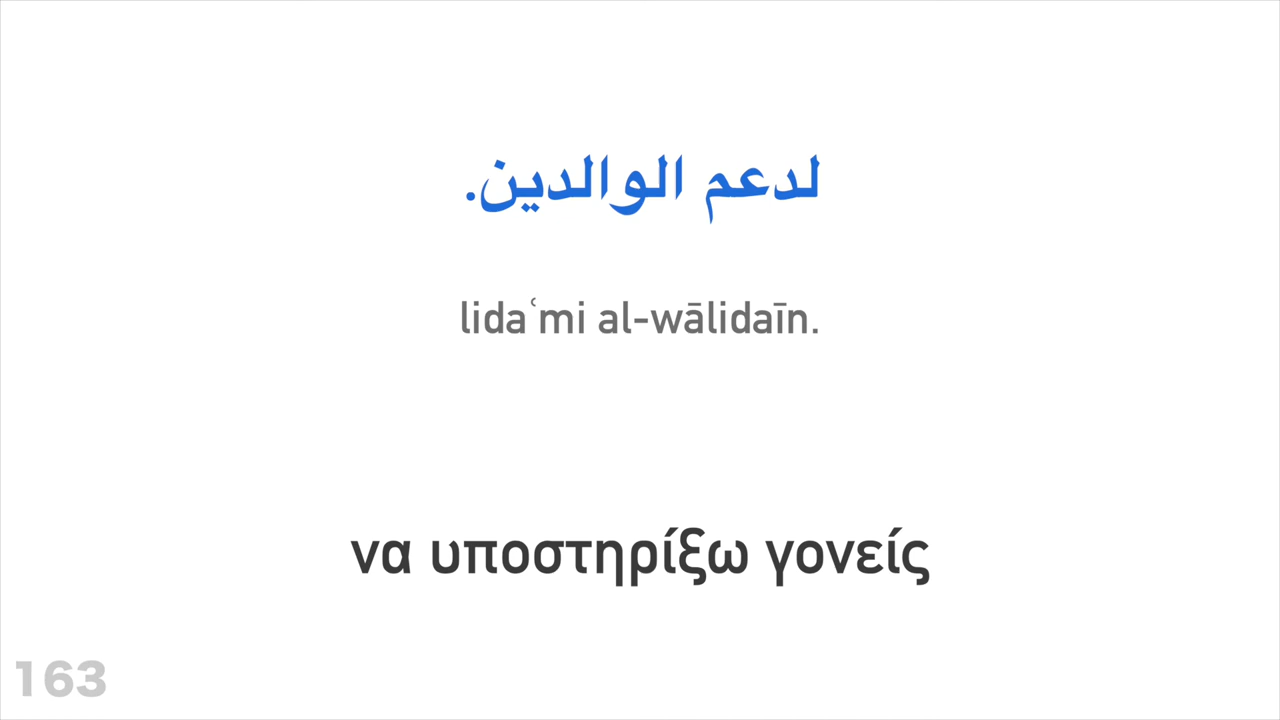 لدعم الوالدين.
lidaʿmi al-wālidaīn.
να υποστηρίξω γονείς
163